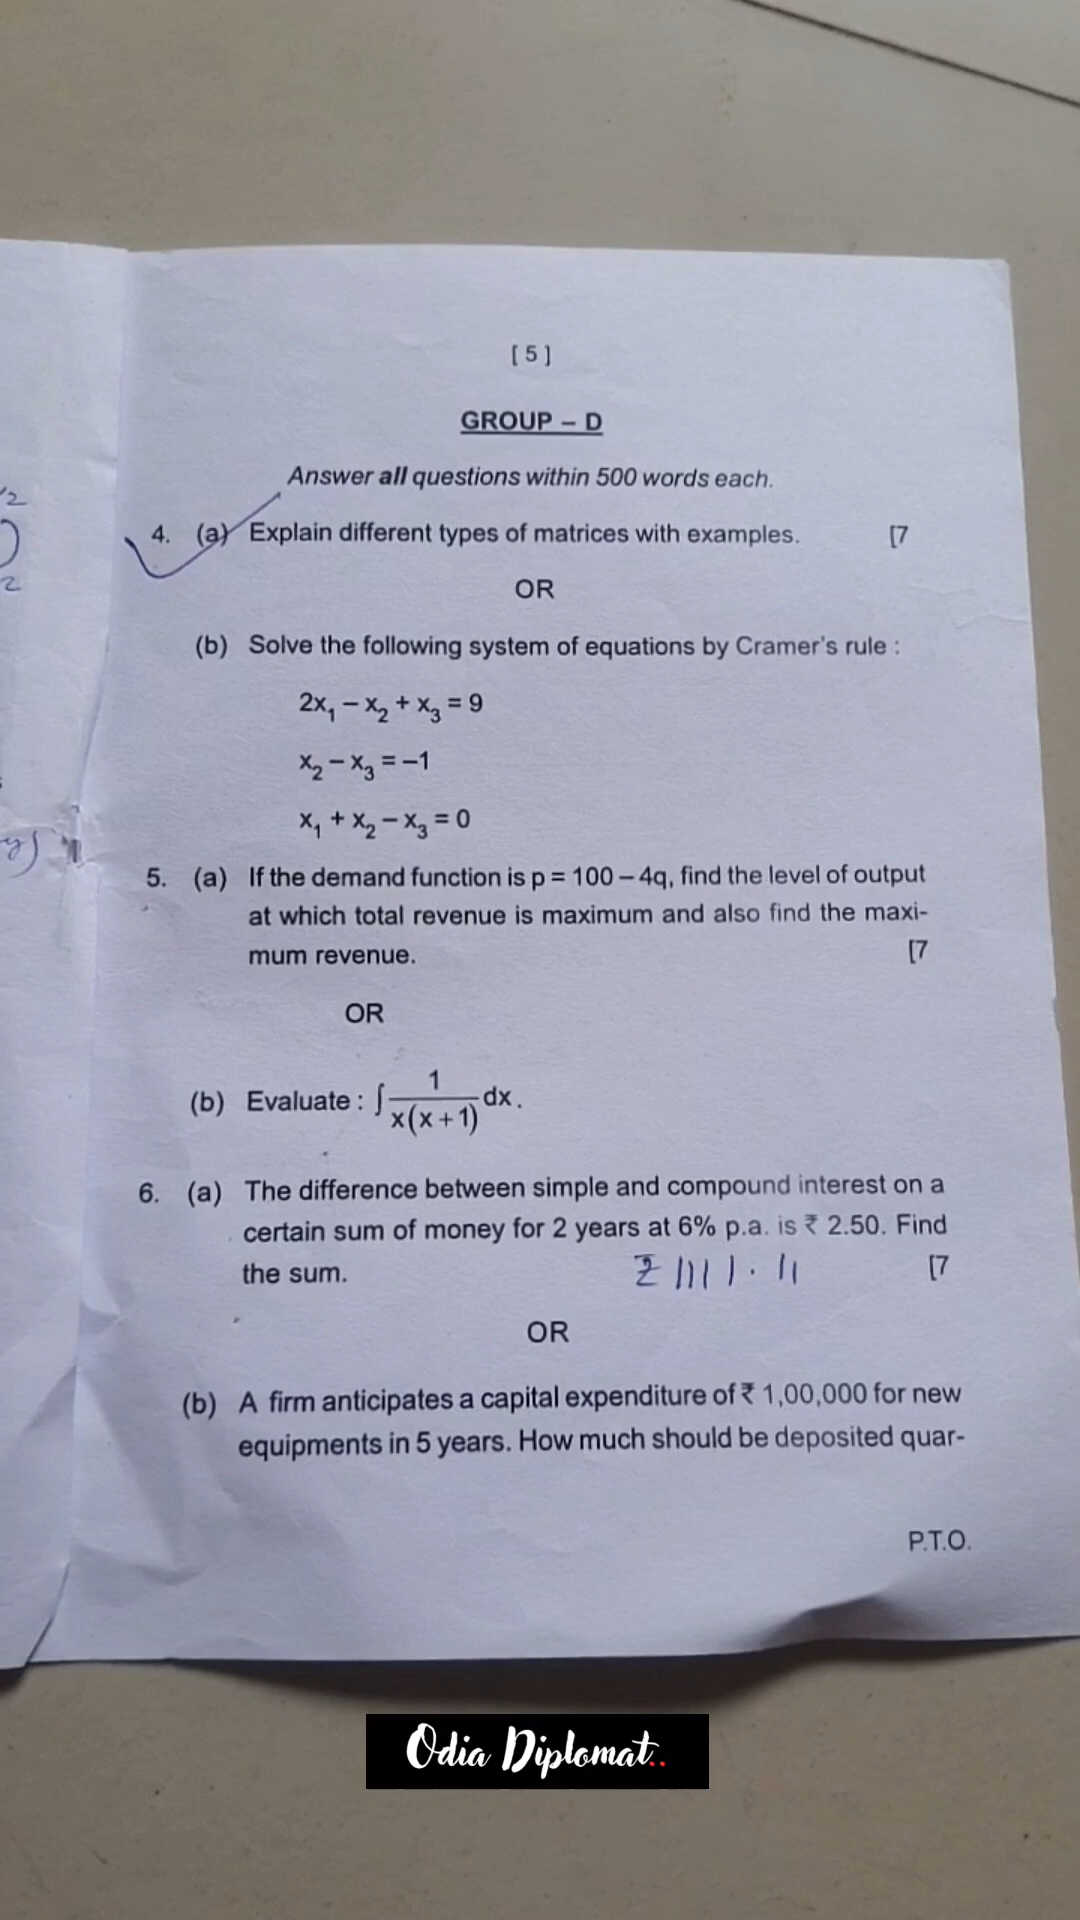 [ 5 ]
GROUP – D
Answer all questions within 500 words each.
4. (a) Explain different types of matrices with examples. [7
OR
(b) Solve the following system of equations by Cramer's rule :
2x₁ – x₂ + x₃ = 9
x₂ – x₃ = –1
x₁ + x₂ – x₃ = 0
5. (a) If the demand function is p = 100 – 4q, find the level of output
at which total revenue is maximum and also find the maxi-
mum revenue. [7
OR
(b) Evaluate : ∫ 1/x(x + 1) dx .
6. (a) The difference between simple and compound interest on a
certain sum of money for 2 years at 6% p.a. is ₹ 2.50. Find
the sum. [7
OR
(b) A firm anticipates a capital expenditure of ₹ 1,00,000 for new
equipments in 5 years. How much should be deposited quar-
P.T.O.
Odia Diplomat..